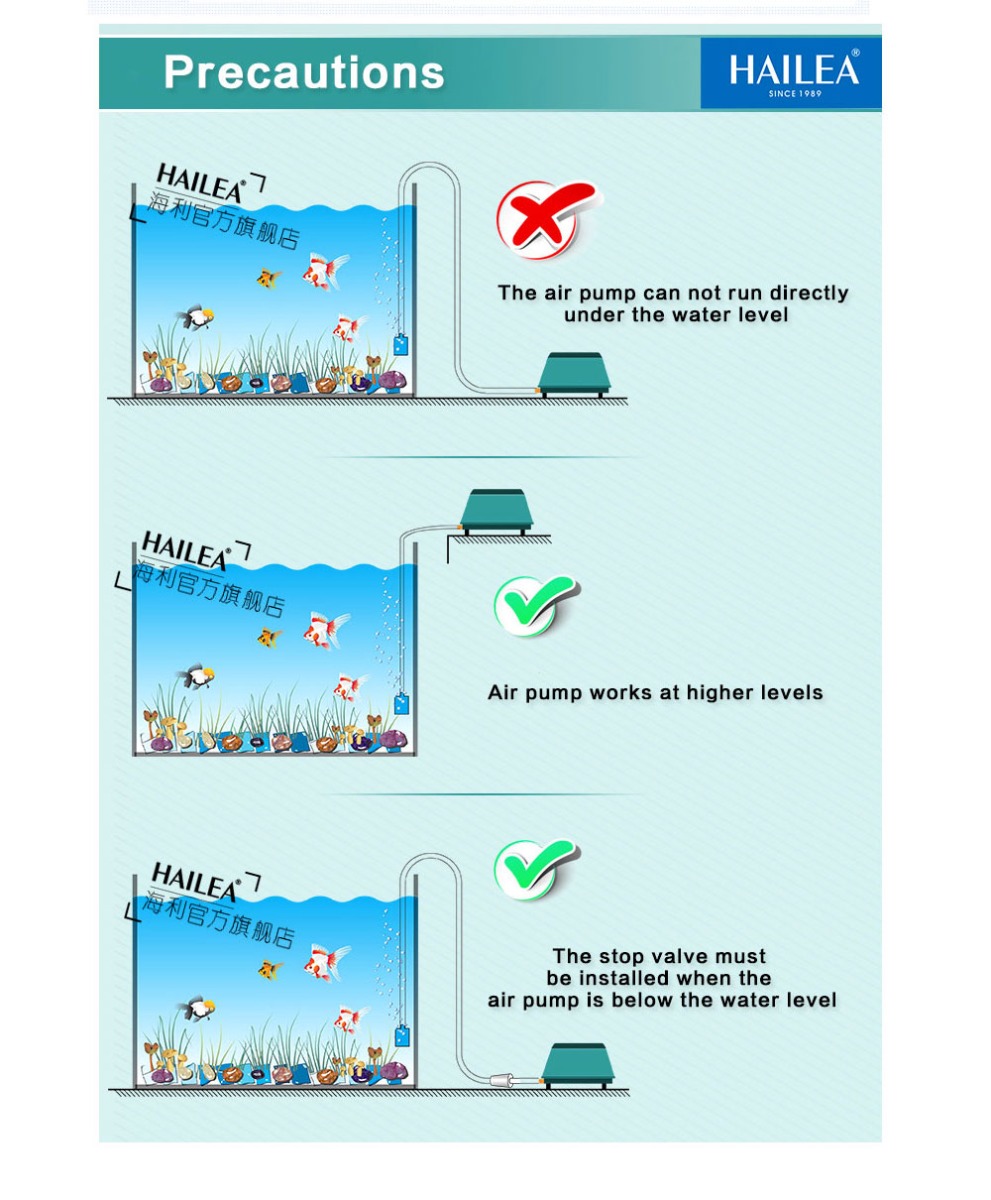 Precautions
HAILEA®
SINCE 1989
HAILEA®
海利官方旗舰店
The air pump can not run directly
under the water level
HAILEA®
海利官方旗舰店
Air pump works at higher levels
HAILEA®
海利官方旗舰店
The stop valve must
be installed when the
air pump is below the water level